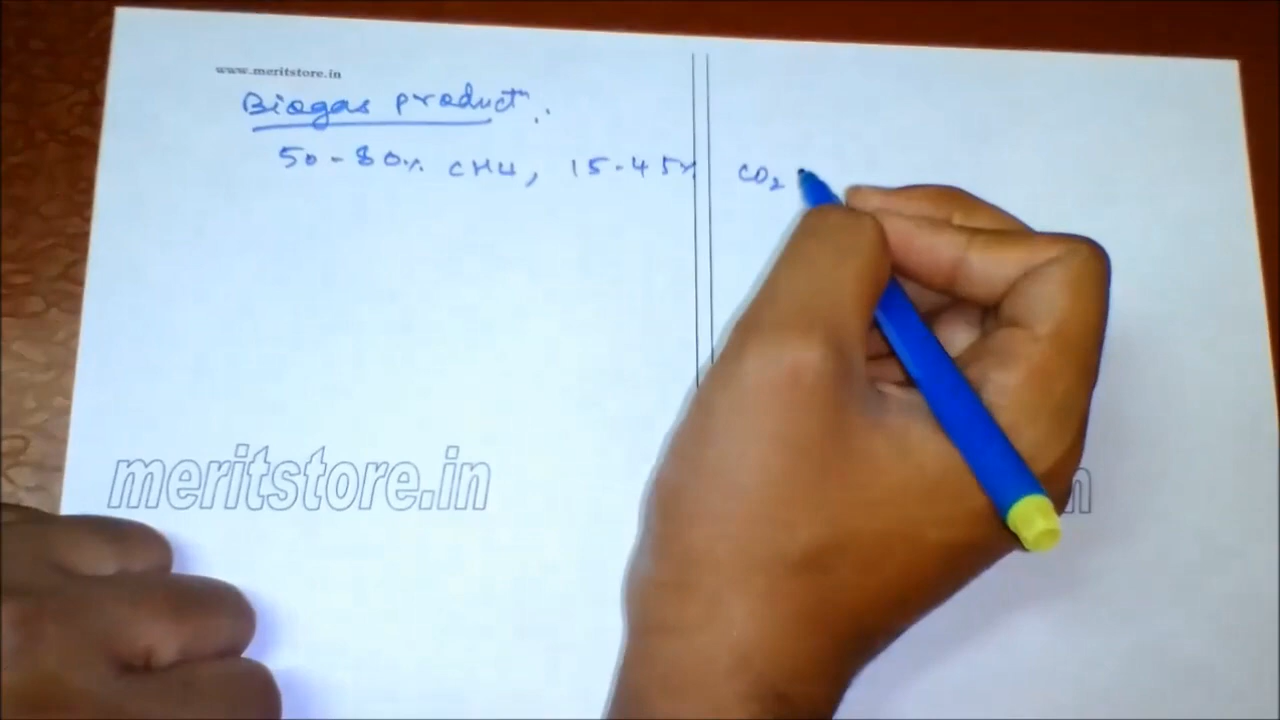 www.meritstore.in
Biogas product..
50-80% CH4, 15-45% CO2
meritstore.in